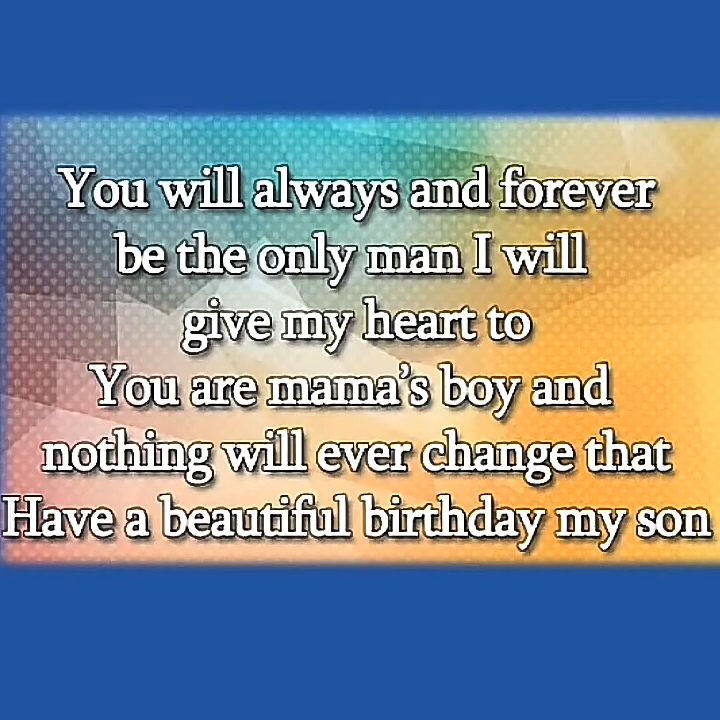 You will always and forever
be the only man I will
give my heart to
You are mama's boy and
nothing will ever change that
Have a beautiful birthday my son